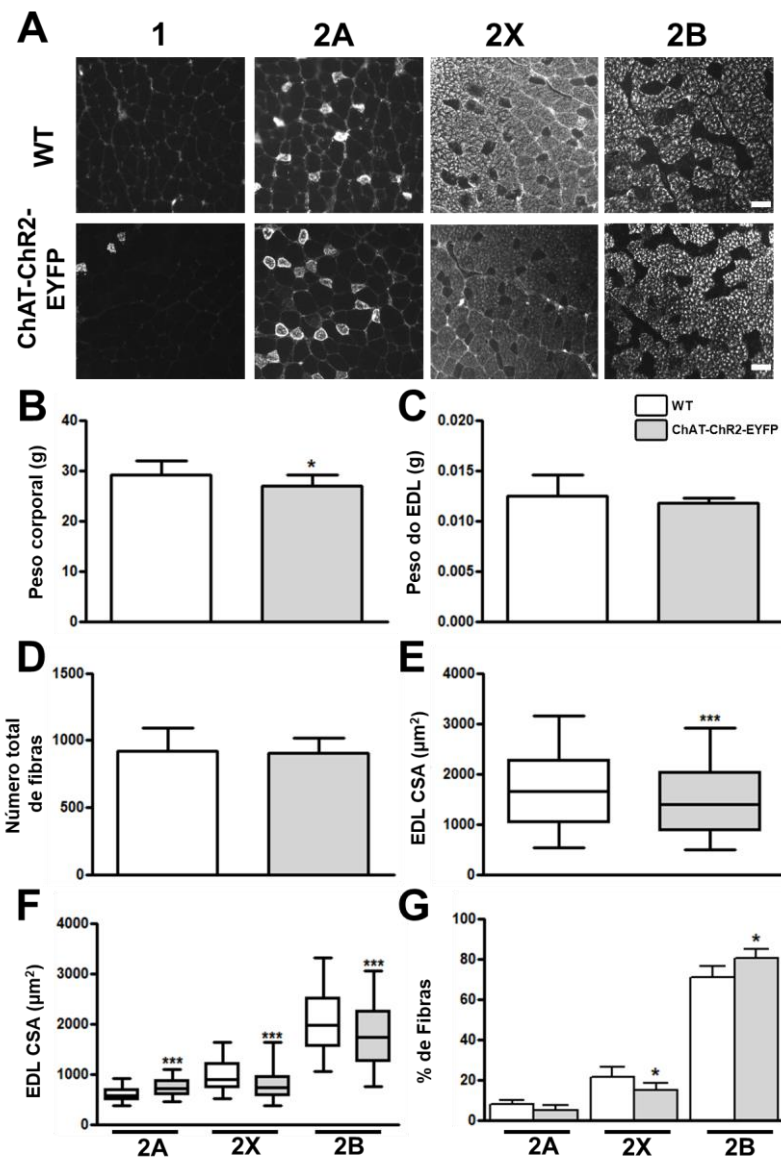 A
1 2A 2X 2B
WT
ChAT-ChR2-
EYFP
B
Peso corporal (g)
40
30
20
10
0
*
C
Peso do EDL (g)
0.020
0.015
0.010
0.005
0.000
WT
ChAT-ChR2-EYFP
D
Número total
de fibras
1500
1000
500
0
E
EDL CSA (µm²)
4000
3000
2000
1000
0
***
F
EDL CSA (µm²)
4000
3000
2000
1000
0
*** *** ***
2A 2X 2B
G
% de Fibras
80
60
40
20
0
* *
2A 2X 2B